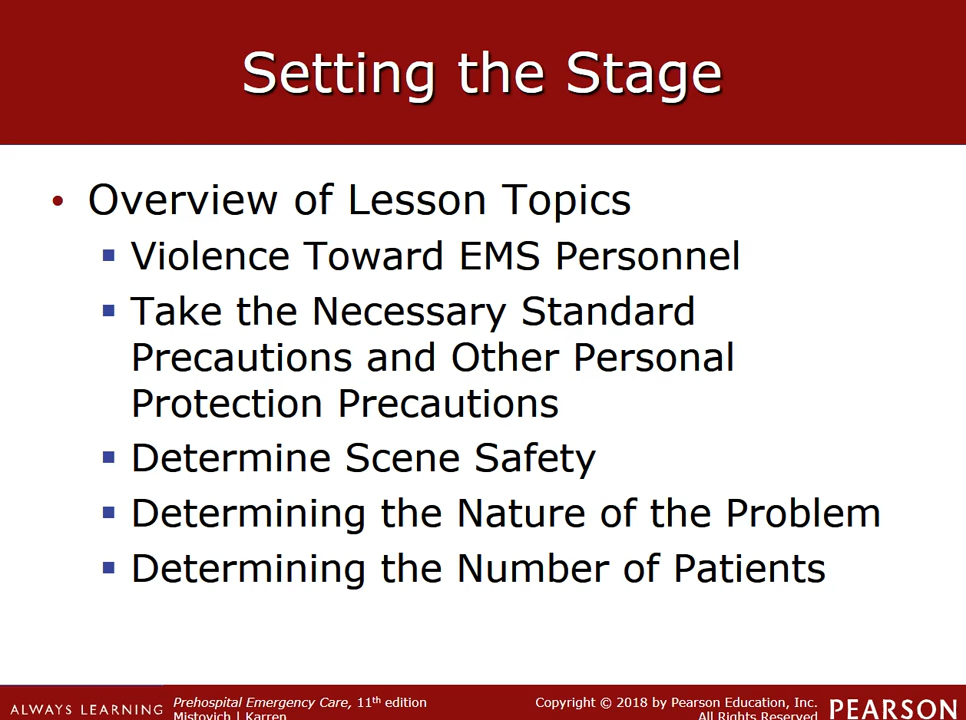 Setting the Stage
• Overview of Lesson Topics
▪ Violence Toward EMS Personnel
▪ Take the Necessary Standard
Precautions and Other Personal
Protection Precautions
▪ Determine Scene Safety
▪ Determining the Nature of the Problem
▪ Determining the Number of Patients
ALWAYS LEARNING
Prehospital Emergency Care, 11th edition
Mistovich | Karren
Copyright © 2018 by Pearson Education, Inc.
All Rights Reserved
PEARSON